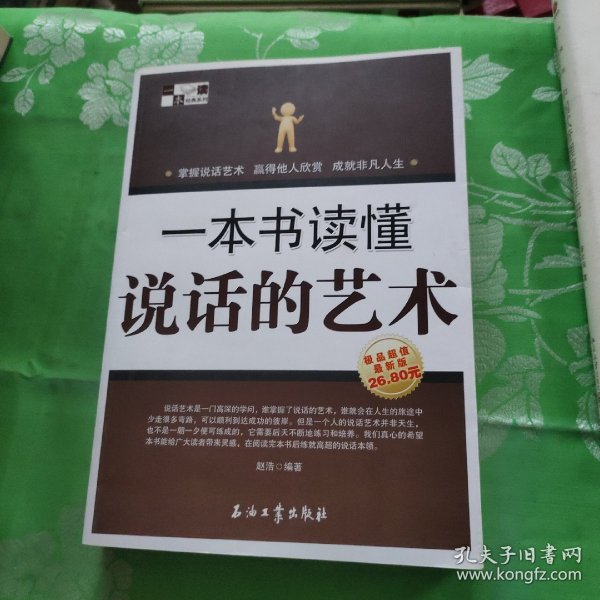 读
本 经典系列
掌握说话艺术 赢得他人欣赏 成就非凡人生
一本书读懂
说话的艺术
极品超值
最新版
26.80元
说话艺术是一门高深的学问，谁掌握了说话的艺术，谁就会在人生的旅途中
少走很多弯路，可以顺利到达成功的彼岸。但是一个人的说话艺术并非天生，
也不是一朝一夕便可练成的，它需要后天不断地练习和培养。我们真心的希望
本书能给广大读者带来灵感，在阅读完本书后练就高超的说话本领。
赵浩○编著
石油工业出版社
孔夫子旧书网
www.kongfz.com